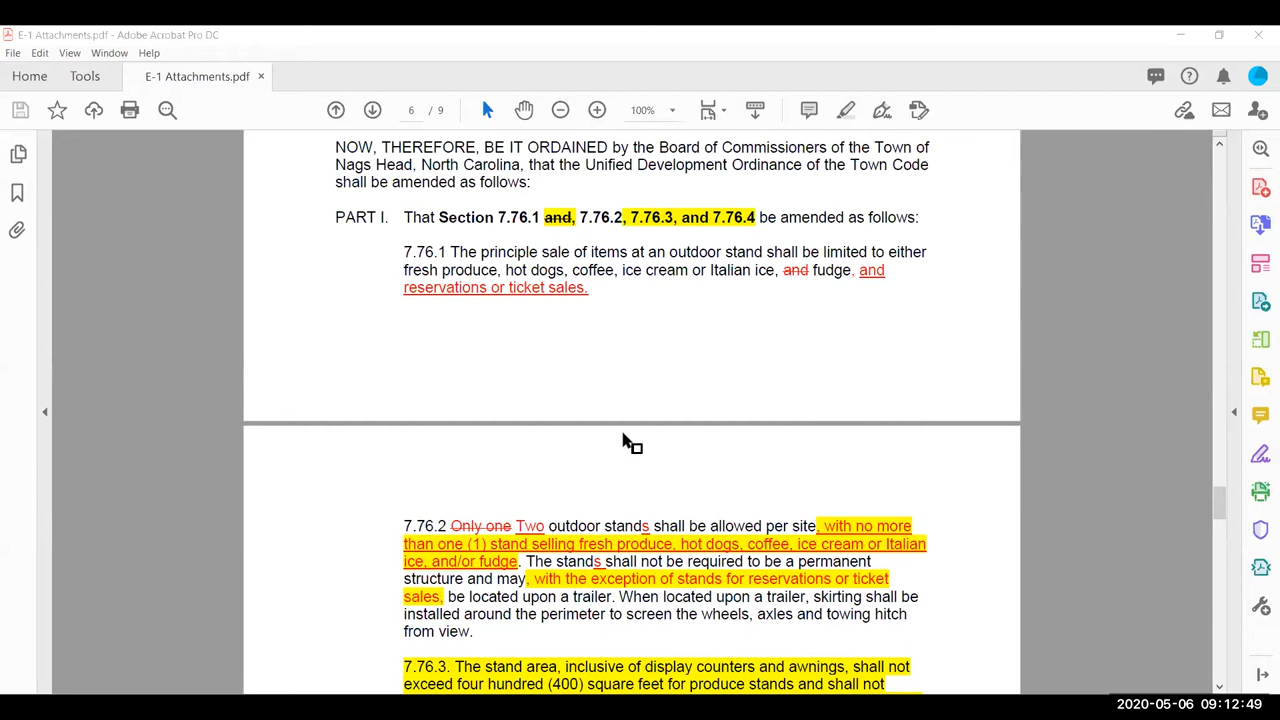 E-1 Attachments.pdf - Adobe Acrobat Pro DC
File Edit View Window Help
Home Tools E-1 Attachments.pdf ×
6 / 9 100%
NOW, THEREFORE, BE IT ORDAINED by the Board of Commissioners of the Town of
Nags Head, North Carolina, that the Unified Development Ordinance of the Town Code
shall be amended as follows:
PART I. That Section 7.76.1 and, 7.76.2, 7.76.3, and 7.76.4 be amended as follows:
7.76.1 The principle sale of items at an outdoor stand shall be limited to either
fresh produce, hot dogs, coffee, ice cream or Italian ice, and fudge, and
reservations or ticket sales.
7.76.2 Only one Two outdoor stands shall be allowed per site, with no more
than one (1) stand selling fresh produce, hot dogs, coffee, ice cream or Italian
ice, and/or fudge. The stands shall not be required to be a permanent
structure and may, with the exception of stands for reservations or ticket
sales, be located upon a trailer. When located upon a trailer, skirting shall be
installed around the perimeter to screen the wheels, axles and towing hitch
from view.
7.76.3. The stand area, inclusive of display counters and awnings, shall not
exceed four hundred (400) square feet for produce stands and shall not
2020-05-06 09:12:49